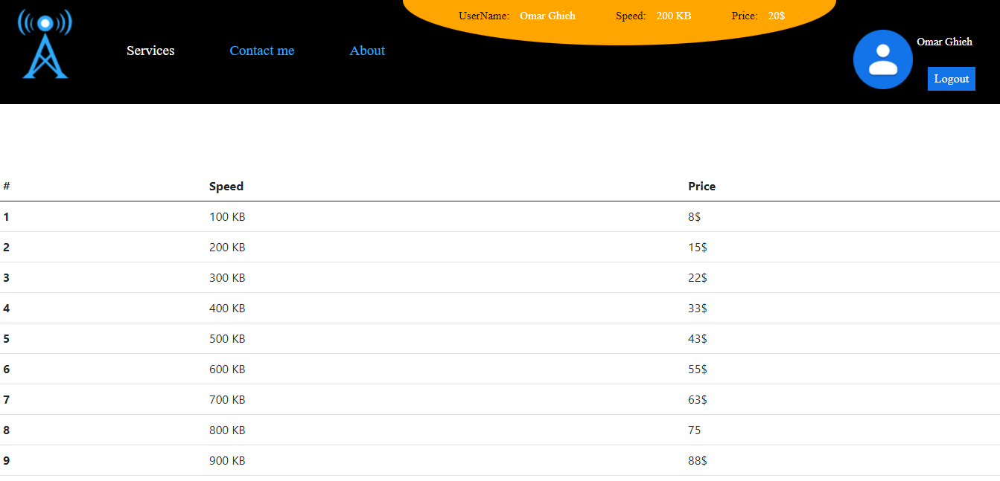 UserName: Omar Ghieh Speed: 200 KB Price: 20$
Services Contact me About
Omar Ghieh
Logout
# Speed Price
1 100 KB 8$
2 200 KB 15$
3 300 KB 22$
4 400 KB 33$
5 500 KB 43$
6 600 KB 55$
7 700 KB 63$
8 800 KB 75
9 900 KB 88$